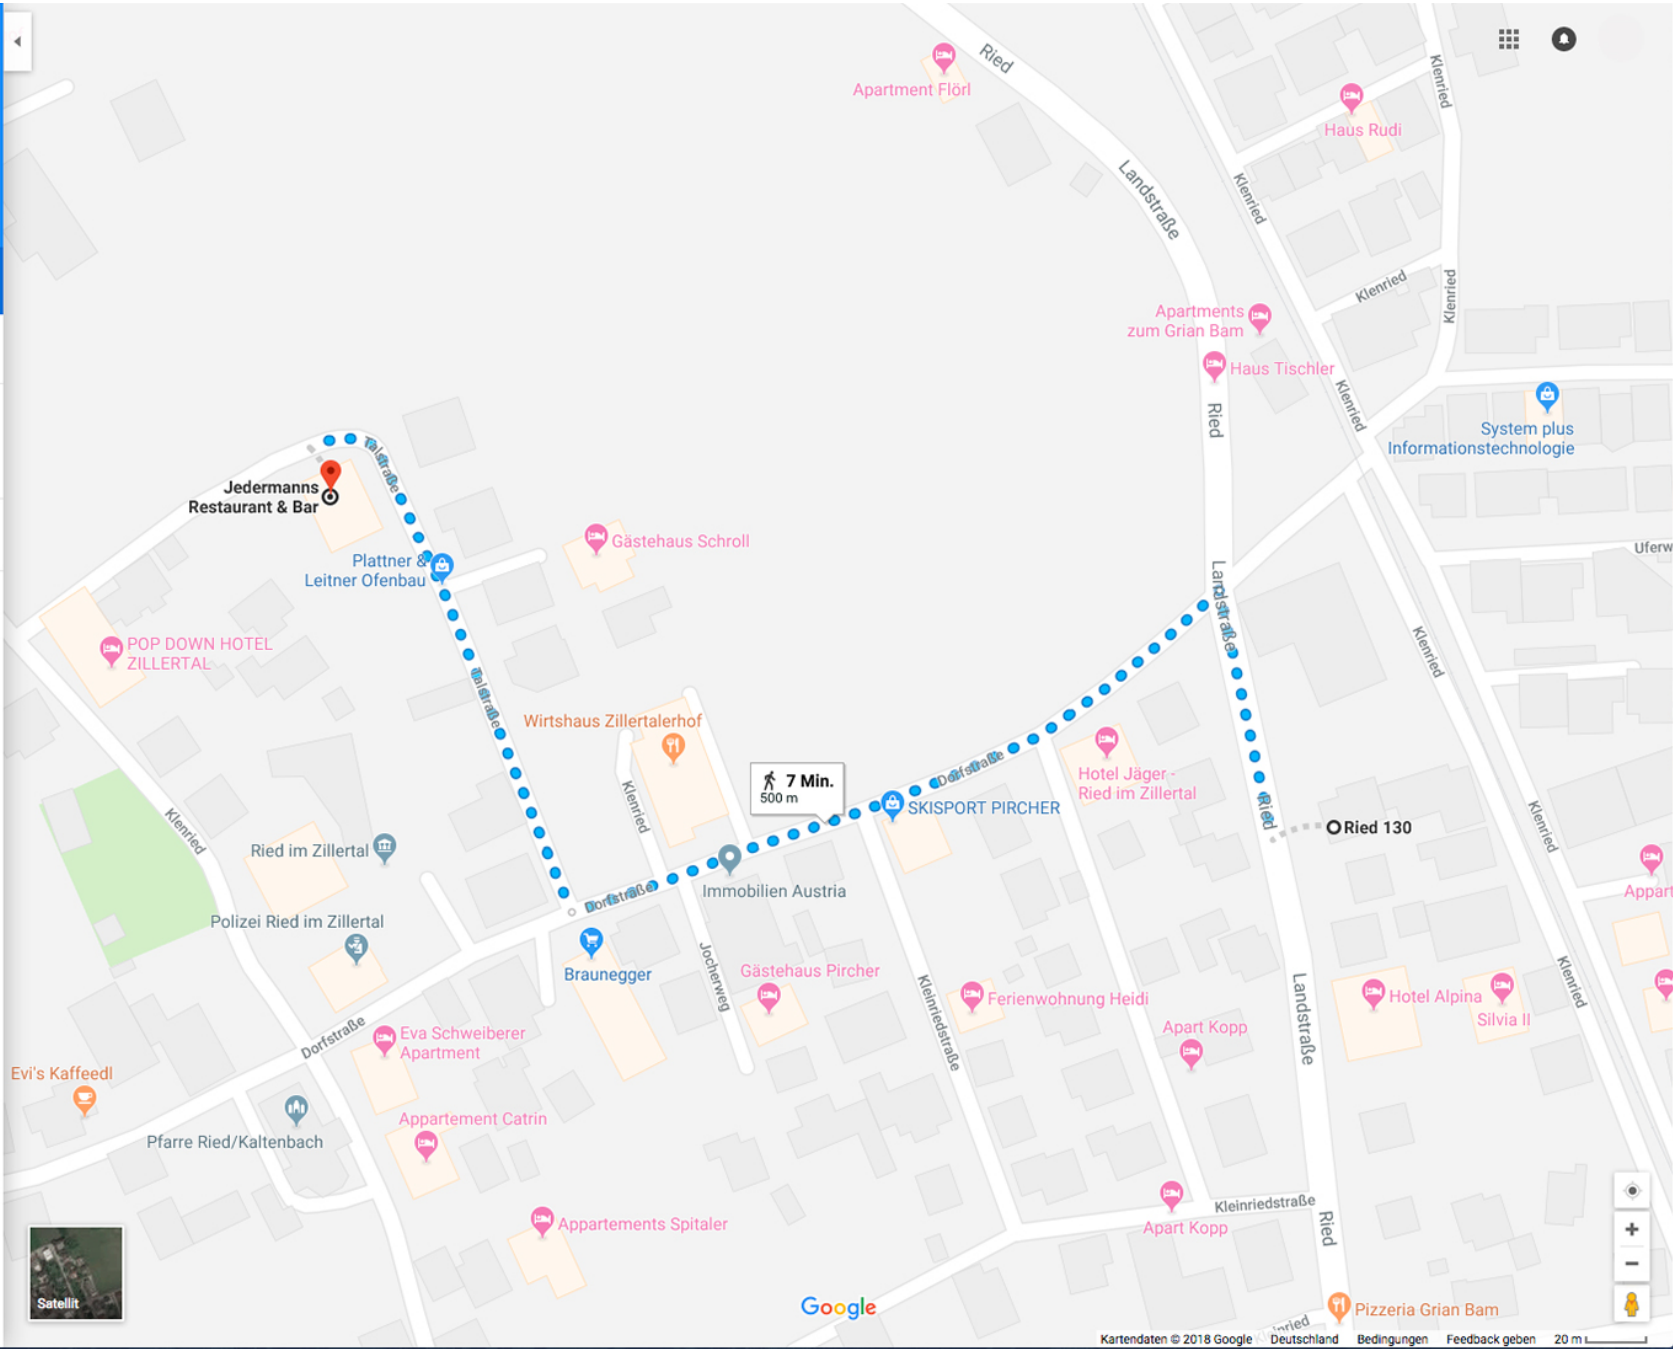 Ried
Apartment Flörl
Klenried
Haus Rudi
Landstraße
Klenried
Klenried
Klenried
Apartments
zum Grian Bam
Haus Tischler
Klenried
Ried
System plus
Informationstechnologie
Talstraße
Jedermanns
Restaurant & Bar
Gästehaus Schroll
Uferw
Plattner &
Leitner Ofenbau
Landstraße
POP DOWN HOTEL
ZILLERTAL
Klenried
Talstraße
Wirtshaus Zillertalerhof
Hotel Jäger -
Ried im Zillertal
Dorfstraße
7 Min.
500 m
SKISPORT PIRCHER
Klenried
Ried
Ried 130
Klenried
Klenried
Ried im Zillertal
Immobilien Austria
Appart
Dorfstraße
Polizei Ried im Zillertal
Braunegger
Jocherweg
Gästehaus Pircher
Kleinriedstraße
Ferienwohnung Heidi
Landstraße
Hotel Alpina
Silvia II
Klenried
Dorfstraße
Eva Schweiberer
Apartment
Apart Kopp
Evi's Kaffeedl
Appartement Catrin
Pfarre Ried/Kaltenbach
Kleinriedstraße
Apart Kopp
Ried
Appartements Spitaler
Satellit
Google
Pizzeria Grian Bam
Kartendaten © 2018 Google Deutschland Bedingungen Feedback geben 20 m